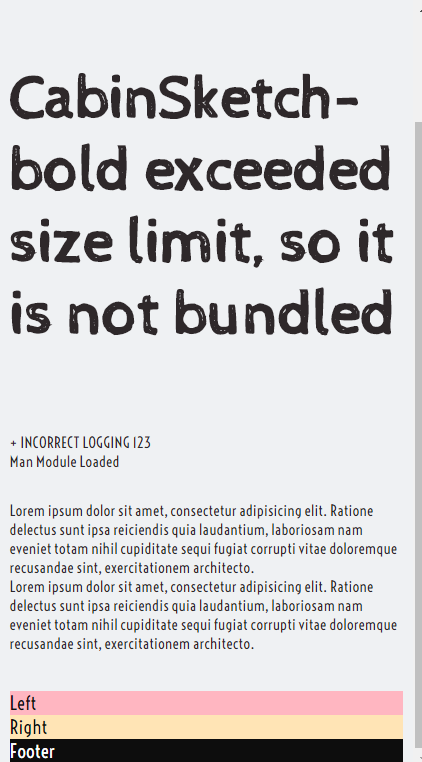 CabinSketch-
bold exceeded
size limit, so it
is not bundled
+ INCORRECT LOGGING 123
Man Module Loaded
Lorem ipsum dolor sit amet, consectetur adipisicing elit. Ratione
delectus sunt ipsa reiciendis quia laudantium, laboriosam nam
eveniet totam nihil cupiditate sequi fugiat corrupti vitae doloremque
recusandae sint, exercitationem architecto.
Lorem ipsum dolor sit amet, consectetur adipisicing elit. Ratione
delectus sunt ipsa reiciendis quia laudantium, laboriosam nam
eveniet totam nihil cupiditate sequi fugiat corrupti vitae doloremque
recusandae sint, exercitationem architecto.
Left
Right
Footer